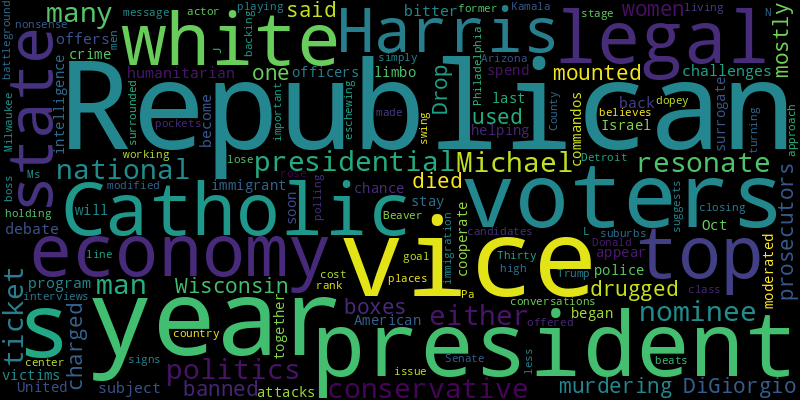 many
message
actor
playing
said
former
Kamala
bitter
women
living
N
battleground
nonsense
white
Harris
legal
mostly
state
offers
crime
men
J
backing
stage
humanitarian
one
officers
limbo
simply
Arizona
spend
mounted
challenges
intelligence
surrounded
Republican
Drop
Philadelphia
important
eschewing
pockets
become
last
used
made
swing
helping
County
commandos
back
dopey
believes
Israel
surrogate
turning
approach
Milwaukee
working
national
presidential
Michael
Detroit
resonate
boss
Ms
lose
rose
polling
modified
immigrant
soon
chance
died
stay
voters
suggests
closing
prosecutors
holding
debate
Will
Catholic
Beaver
candidates
L
suburbs
Oct
economy
vice
goal
immigration
cooperate
Thirty
high
Donald
appear
top
line
places
Trump
police
moderated
ticket
program
interviews
man
Wisconsin
cost
rank
Pa
drugged
class
conversations
s
year
charged
country
together
boxes
American
either
began
offered
nominee
president
center
signs
politics
issue
Senate
less
beats
victims
United
subject
banned
attacks
conservative
murdering
DiGiorgio